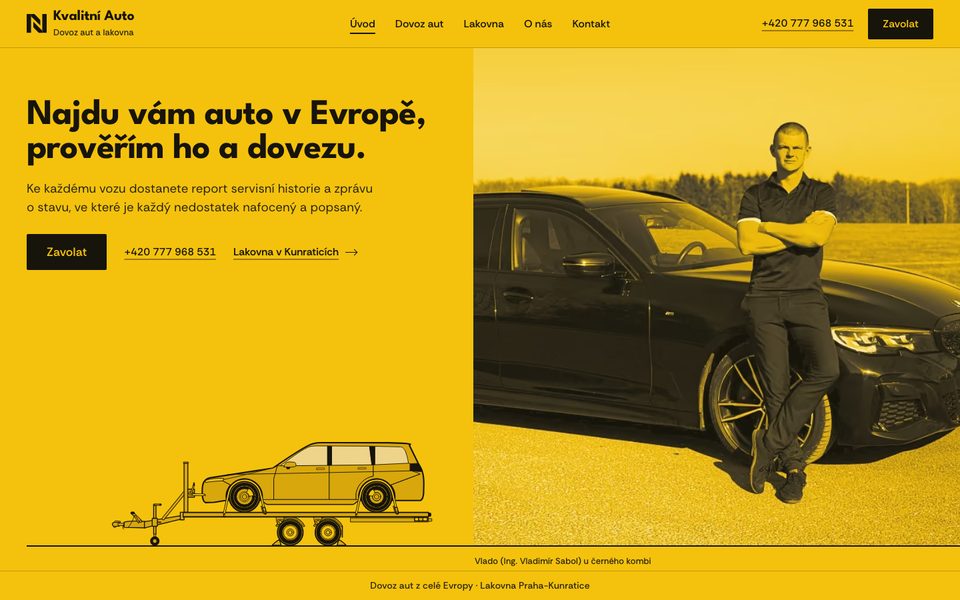 Kvalitní Auto
Dovoz aut a lakovna
Úvod
Dovoz aut
Lakovna
O nás
Kontakt
+420 777 968 531
Zavolat
Najdu vám auto v Evropě,
prověřím ho a dovezu.
Ke každému vozu dostanete report servisní historie a zprávu
o stavu, ve které je každý nedostatek nafocený a popsaný.
Zavolat
+420 777 968 531
Lakovna v Kunraticích →
Vlado (Ing. Vladimír Sabol) u černého kombi
Dovoz aut z celé Evropy · Lakovna Praha-Kunratice